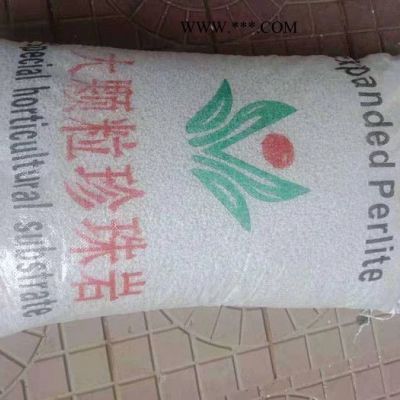 www.***.COM
Expanded Perlite
大颗粒珍珠岩
special horticultural substrate